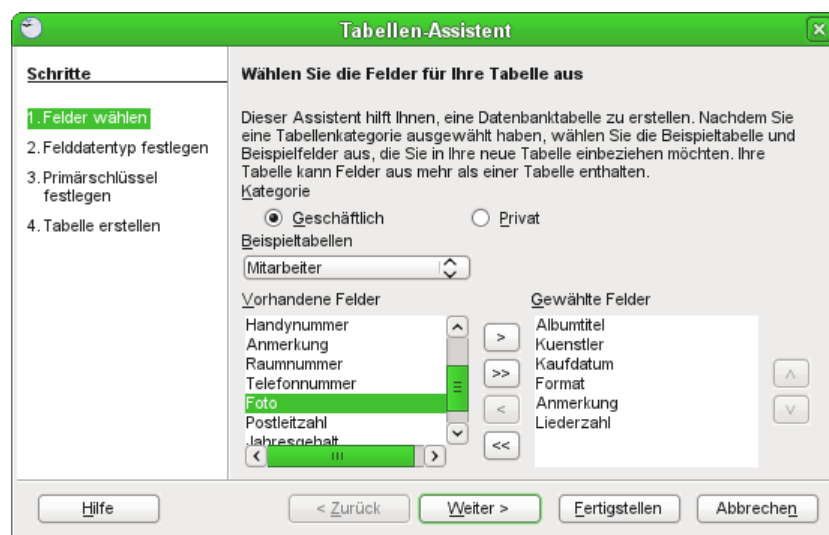 Tabellen-Assistent
Schritte
1. Felder wählen
2. Felddatentyp festlegen
3. Primärschlüssel
festlegen
4. Tabelle erstellen
Wählen Sie die Felder für Ihre Tabelle aus
Dieser Assistent hilft Ihnen, eine Datenbanktabelle zu erstellen. Nachdem Sie
eine Tabellenkategorie ausgewählt haben, wählen Sie die Beispieltabelle und
Beispielfelder aus, die Sie in Ihre neue Tabelle einbeziehen möchten. Ihre
Tabelle kann Felder aus mehr als einer Tabelle enthalten.
Kategorie
Geschäftlich
Privat
Beispieltabellen
Mitarbeiter
Vorhandene Felder
Handynummer
Anmerkung
Raumnummer
Telefonnummer
Foto
Postleitzahl
Jahresgehalt
>
>>
<
<<
Gewählte Felder
Albumtitel
Kuenstler
Kaufdatum
Format
Anmerkung
Liederzahl
Hilfe
< Zurück
Weiter >
Fertigstellen
Abbrechen